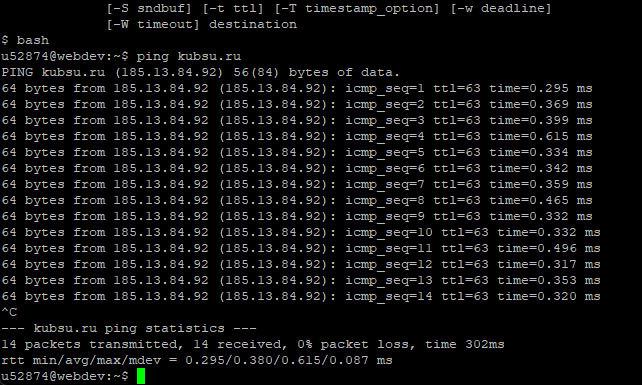 [-S sndbuf] [-t ttl] [-T timestamp_option] [-w deadline]
[-W timeout] destination
$ bash
u52874@webdev:~$ ping kubsu.ru
PING kubsu.ru (185.13.84.92) 56(84) bytes of data.
64 bytes from 185.13.84.92 (185.13.84.92): icmp_seq=1 ttl=63 time=0.295 ms
64 bytes from 185.13.84.92 (185.13.84.92): icmp_seq=2 ttl=63 time=0.369 ms
64 bytes from 185.13.84.92 (185.13.84.92): icmp_seq=3 ttl=63 time=0.399 ms
64 bytes from 185.13.84.92 (185.13.84.92): icmp_seq=4 ttl=63 time=0.615 ms
64 bytes from 185.13.84.92 (185.13.84.92): icmp_seq=5 ttl=63 time=0.334 ms
64 bytes from 185.13.84.92 (185.13.84.92): icmp_seq=6 ttl=63 time=0.342 ms
64 bytes from 185.13.84.92 (185.13.84.92): icmp_seq=7 ttl=63 time=0.359 ms
64 bytes from 185.13.84.92 (185.13.84.92): icmp_seq=8 ttl=63 time=0.465 ms
64 bytes from 185.13.84.92 (185.13.84.92): icmp_seq=9 ttl=63 time=0.332 ms
64 bytes from 185.13.84.92 (185.13.84.92): icmp_seq=10 ttl=63 time=0.332 ms
64 bytes from 185.13.84.92 (185.13.84.92): icmp_seq=11 ttl=63 time=0.496 ms
64 bytes from 185.13.84.92 (185.13.84.92): icmp_seq=12 ttl=63 time=0.317 ms
64 bytes from 185.13.84.92 (185.13.84.92): icmp_seq=13 ttl=63 time=0.353 ms
64 bytes from 185.13.84.92 (185.13.84.92): icmp_seq=14 ttl=63 time=0.320 ms
^C
--- kubsu.ru ping statistics ---
14 packets transmitted, 14 received, 0% packet loss, time 302ms
rtt min/avg/max/mdev = 0.295/0.380/0.615/0.087 ms
u52874@webdev:~$